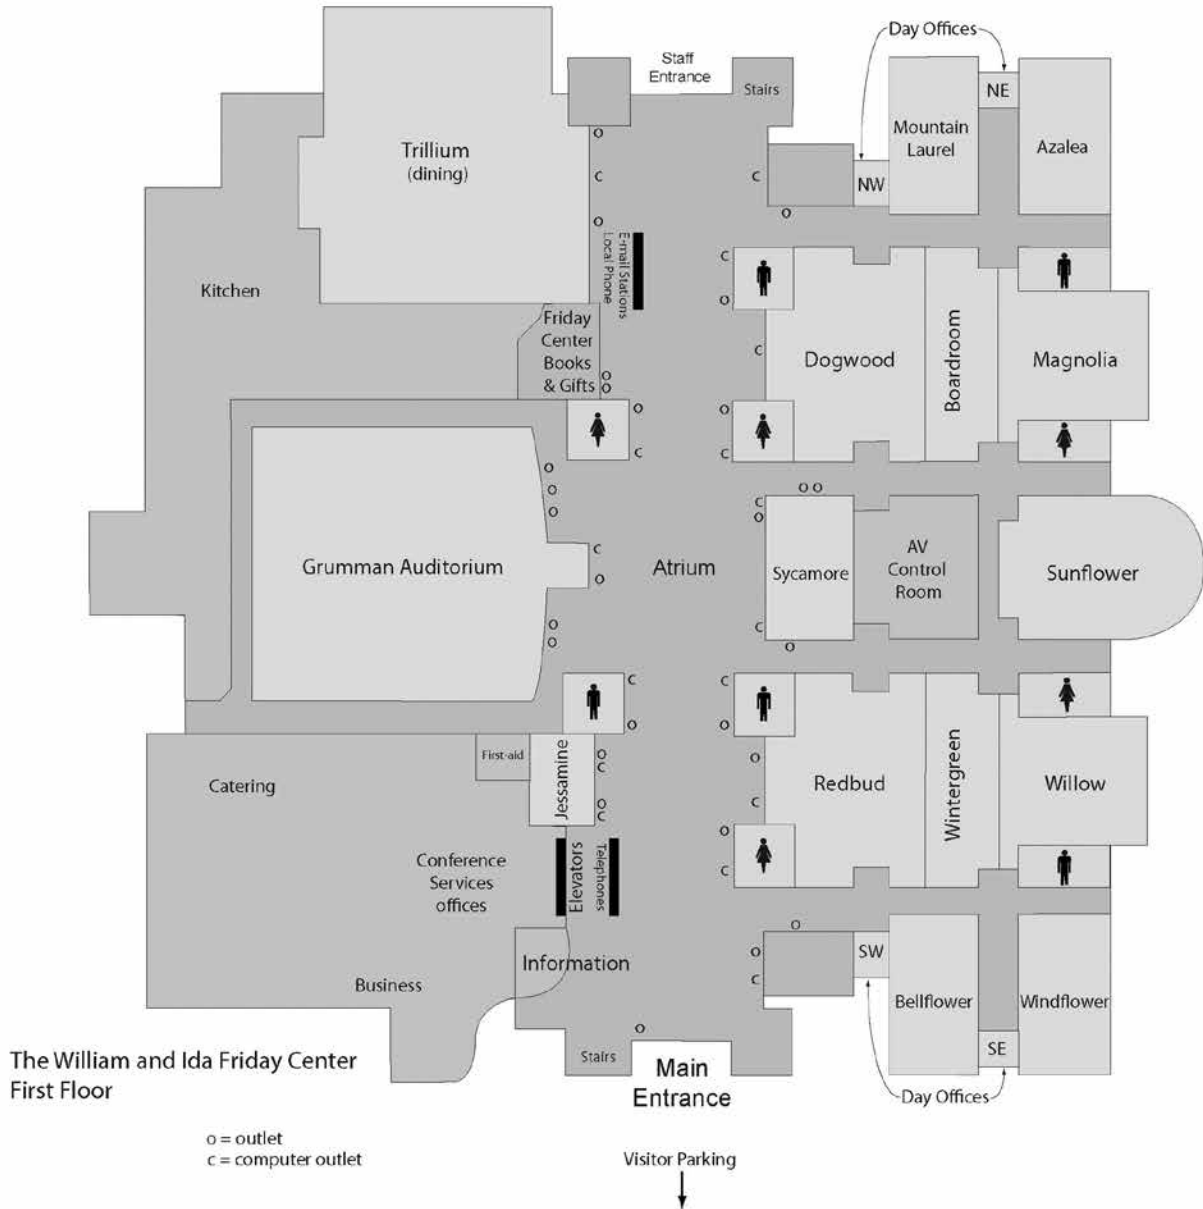 Day Offices
Staff
Entrance
Stairs
NE
Mountain
Laurel
Azalea
Trillium
(dining)
c
o
o
c
NW
o
o
E-mail Stations
Local Phone
c
o
Kitchen
Friday
Center
Books
& Gifts
c
Dogwood
Boardroom
Magnolia
o
o
o
o
c
c
o
o
o
o o
c
o
Grumman Auditorium
c
o
Atrium
Sycamore
AV
Control
Room
Sunflower
o
o
c
o
c
o
c
o
First-aid
Jessamine
o
c
o
c
o
c
Redbud
Wintergreen
Willow
Catering
o
c
Conference
Services
offices
Elevators
Telephones
o
o
c
SW
Information
Business
Bellflower
Windflower
o
Stairs
SE
Main
Entrance
Day Offices
The William and Ida Friday Center
First Floor
o = outlet
c = computer outlet
Visitor Parking